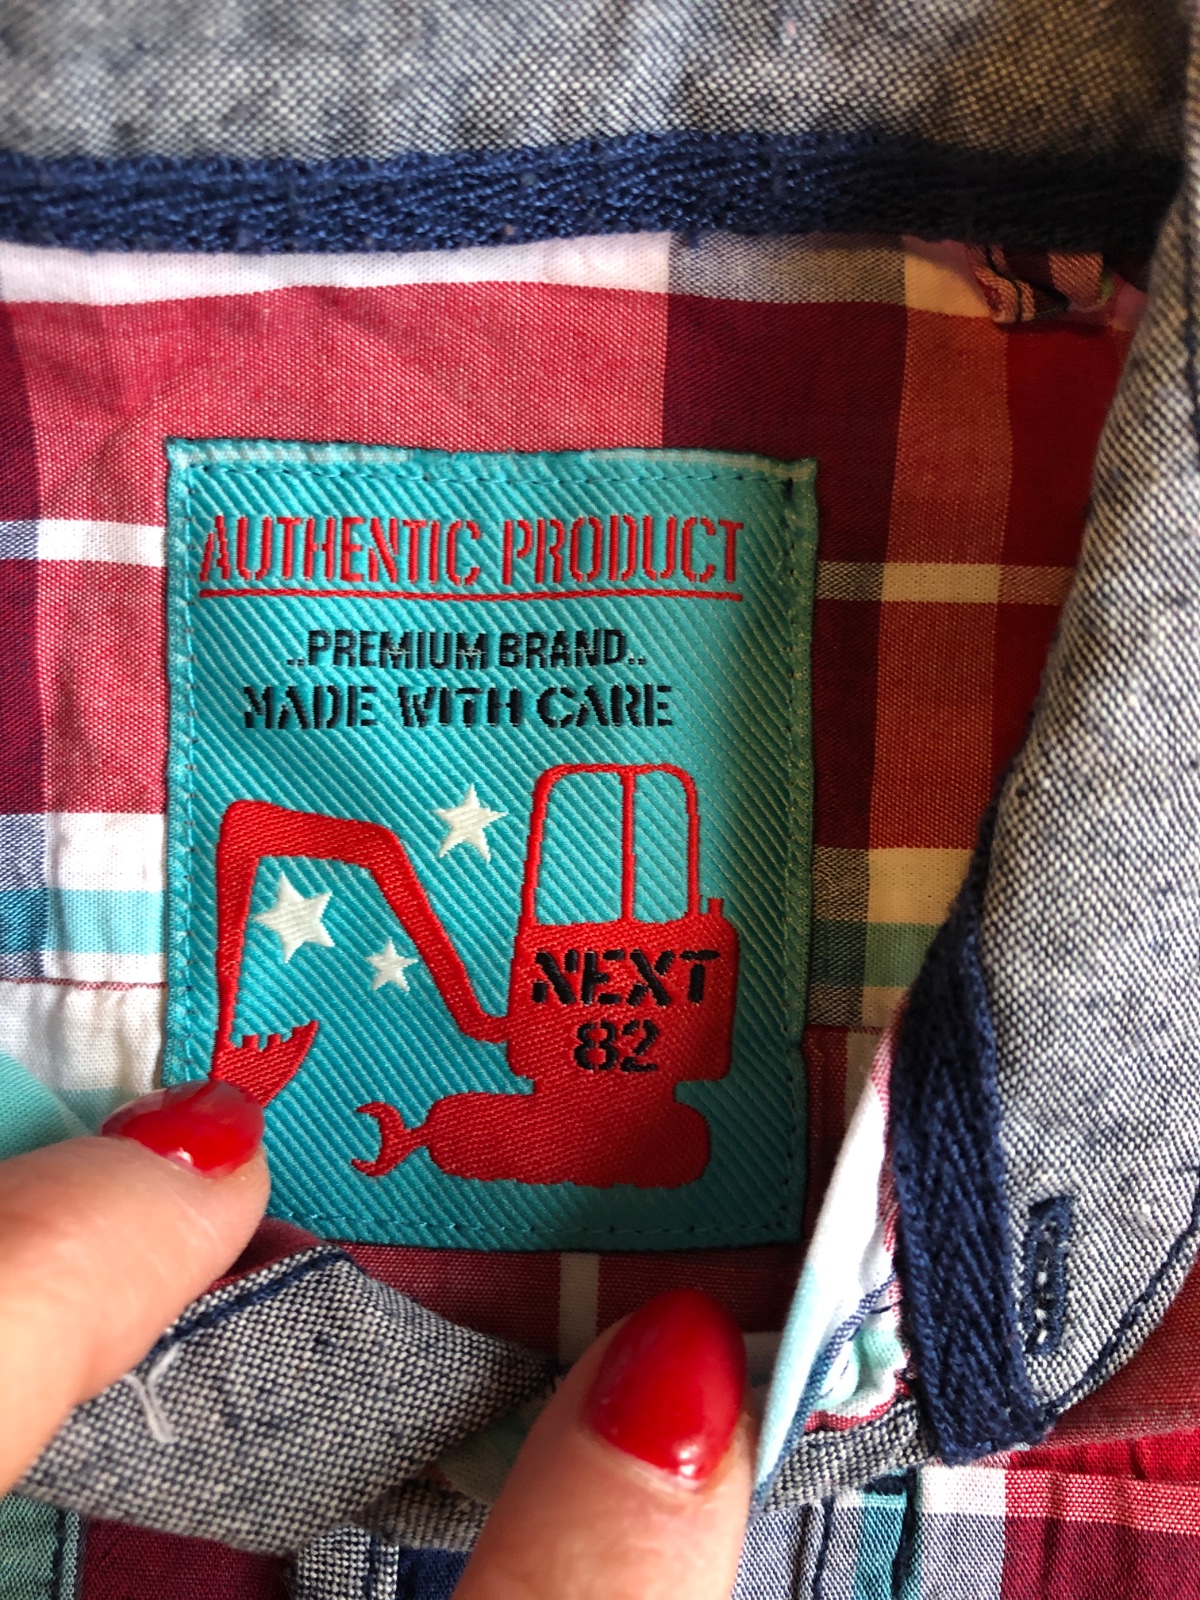 AUTHENTIC PRODUCT
..PREMIUM BRAND..
MADE WITH CARE
NEXT
82